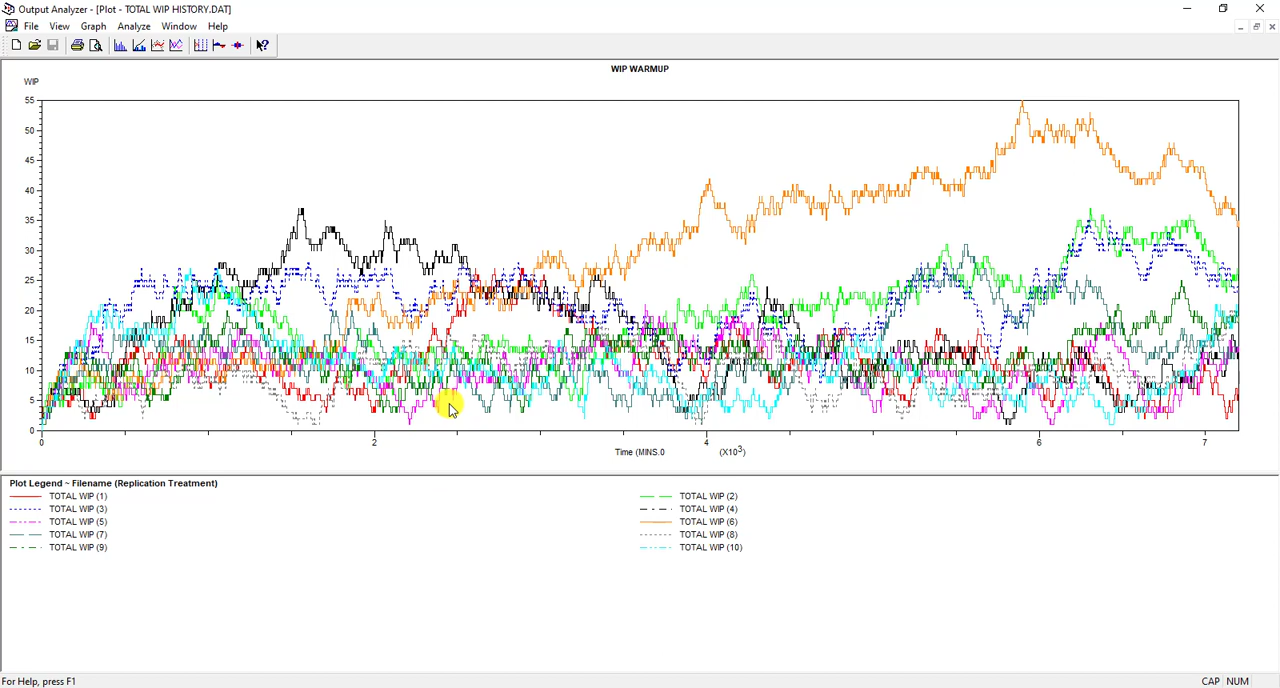 Output Analyzer - [Plot - TOTAL WIP HISTORY.DAT]
File View Graph Analyze Window Help
WIP WARMUP
WIP
55
50
45
40
35
30
25
20
15
10
5
0
0 2 4 6 7
Time (MINS.0 (X10³)
Plot Legend ~ Filename (Replication Treatment)
TOTAL WIP (1) TOTAL WIP (2)
TOTAL WIP (3) TOTAL WIP (4)
TOTAL WIP (5) TOTAL WIP (6)
TOTAL WIP (7) TOTAL WIP (8)
TOTAL WIP (9) TOTAL WIP (10)
For Help, press F1 CAP NUM